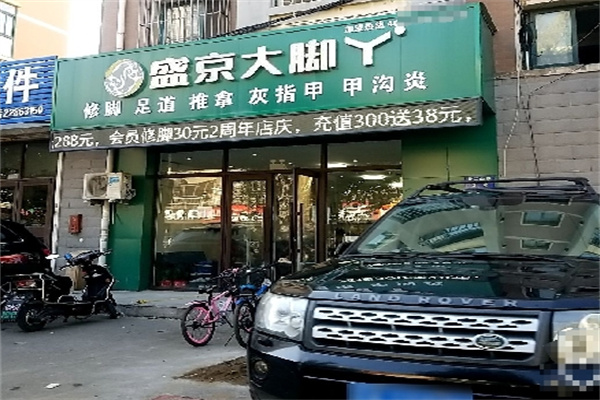 盛京大脚丫
修脚 足道 推拿 灰指甲 甲沟炎
288元，会员修脚30元2周年店庆，充值300送38元，
件
LAND ROVER